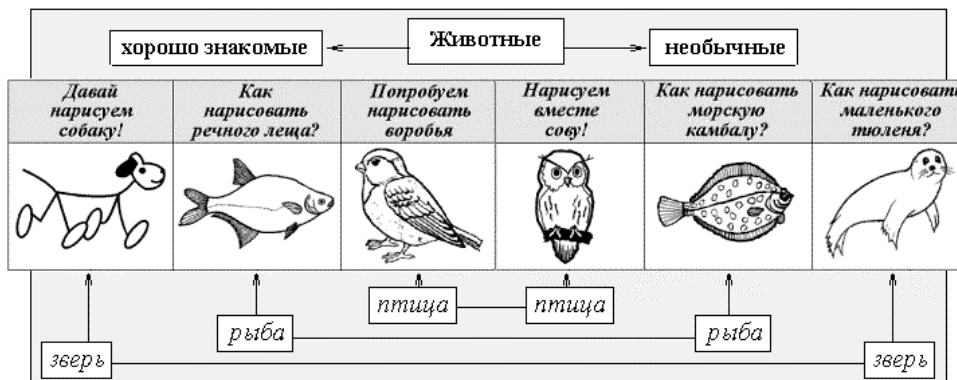 Животные
хорошо знакомые
необычные
Давай
нарисуем
собаку!
Как
нарисовать
речного леща?
Попробуем
нарисовать
воробья
Нарисуем
вместе
сову!
Как нарисовать
морскую
камбалу?
Как нарисовать
маленького
тюленя?
птица
птица
рыба
рыба
зверь
зверь